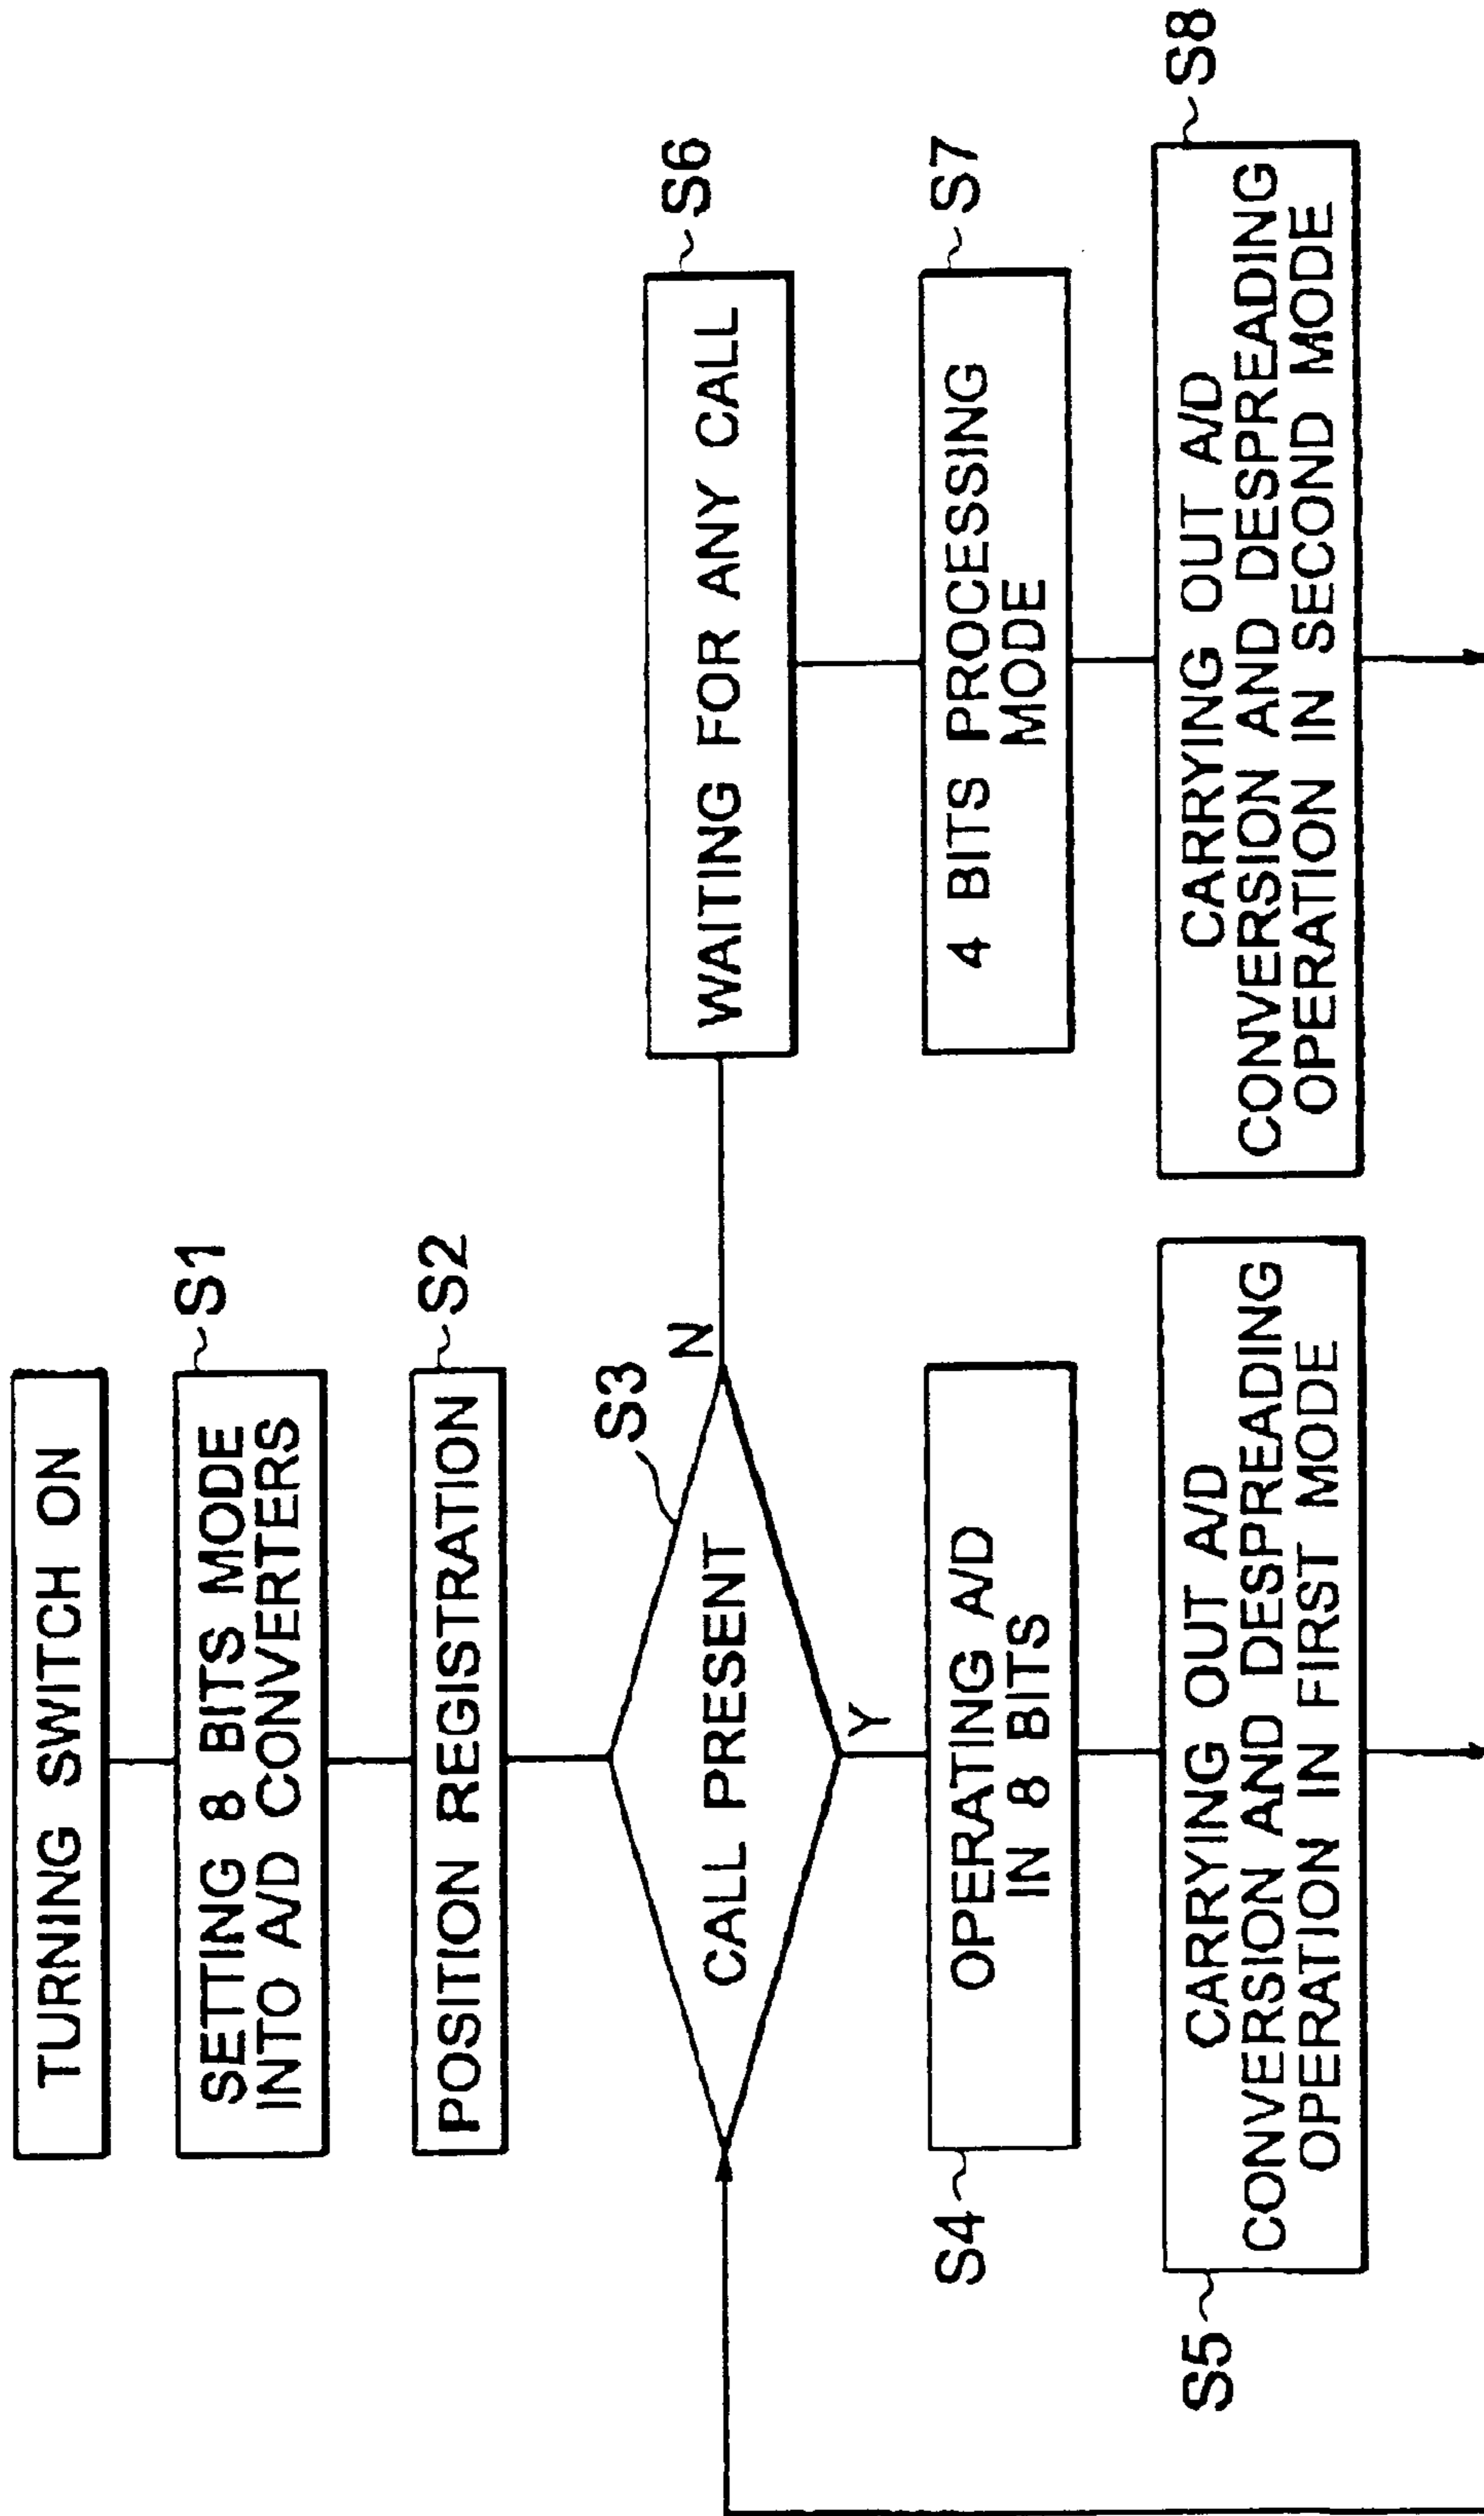 TURNING SWITCH ON
S1
SETTING 8 BITS MODE
INTO A/D CONVERTERS
S2
POSITION REGISTRATION
S3
CALL PRESENT
N
Y
S6
WAITING FOR ANY CALL
S4
OPERATING A/D
IN 8 BITS
S7
4 BITS PROCESSING
MODE
S5
CARRYING OUT A/D
CONVERSION AND DESPREADING
OPERATION IN FIRST MODE
S8
CARRYING OUT A/D
CONVERSION AND DESPREADING
OPERATION IN SECOND MODE